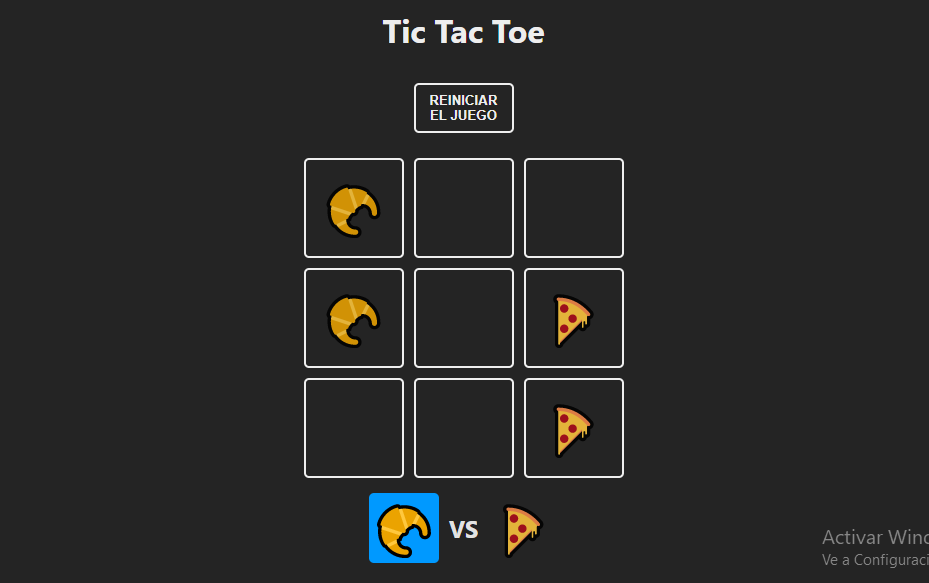 Tic Tac Toe
REINICIAR
EL JUEGO
VS
Activar Wind
Ve a Configuraci